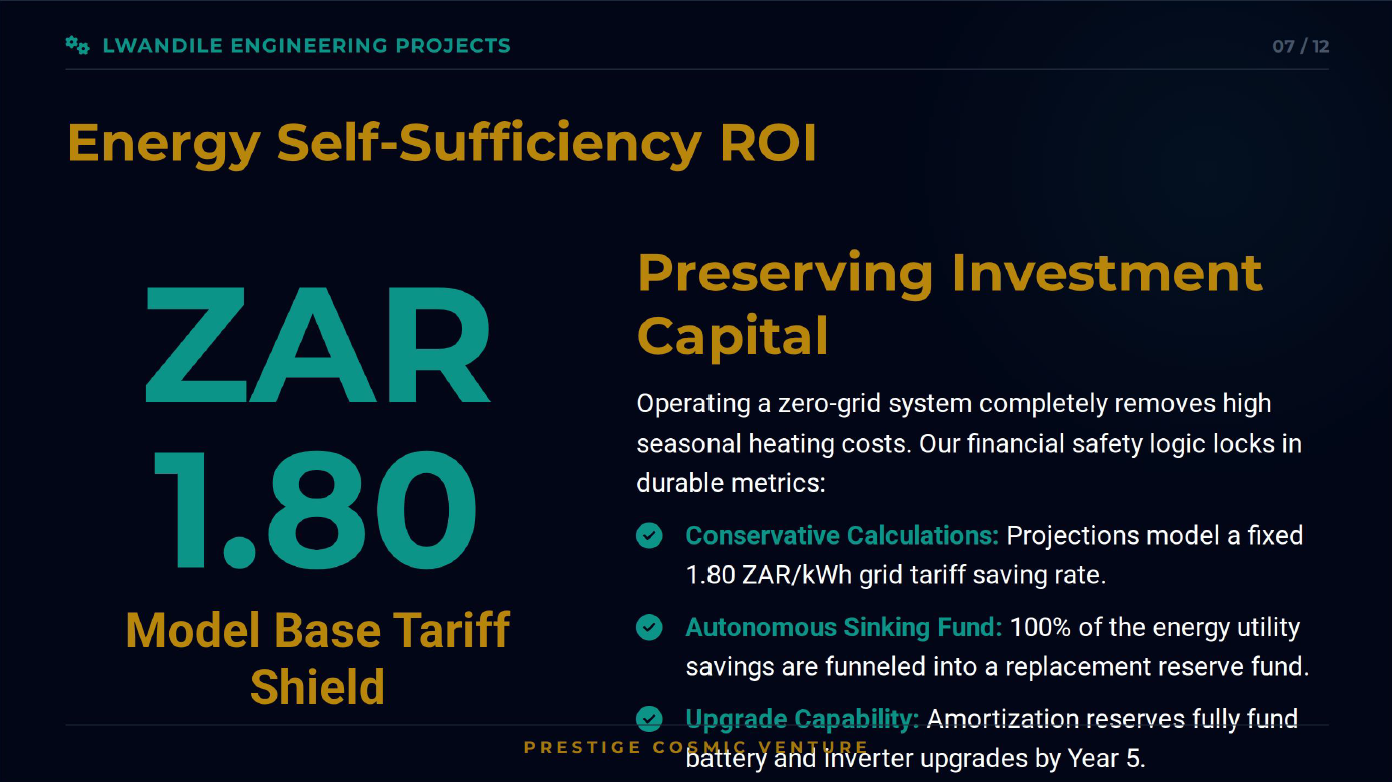 LWANDILE ENGINEERING PROJECTS
07 / 12
Energy Self-Sufficiency ROI
ZAR
1.80
Model Base Tariff
Shield
Preserving Investment
Capital
Operating a zero-grid system completely removes high
seasonal heating costs. Our financial safety logic locks in
durable metrics:
Conservative Calculations: Projections model a fixed
1.80 ZAR/kWh grid tariff saving rate.
Autonomous Sinking Fund: 100% of the energy utility
savings are funneled into a replacement reserve fund.
Upgrade Capability: Amortization reserves fully fund
battery and inverter upgrades by Year 5.
PRESTIGE COSMIC VENTURE